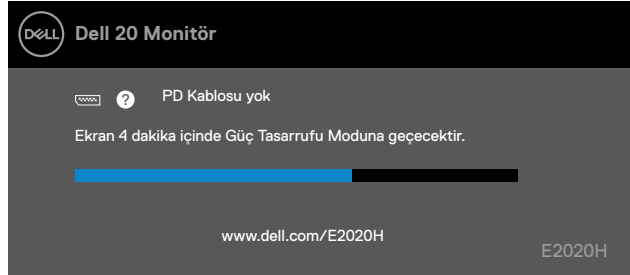 DELL Dell 20 Monitör
? PD Kablosu yok
Ekran 4 dakika içinde Güç Tasarrufu Moduna geçecektir.
www.dell.com/E2020H
E2020H